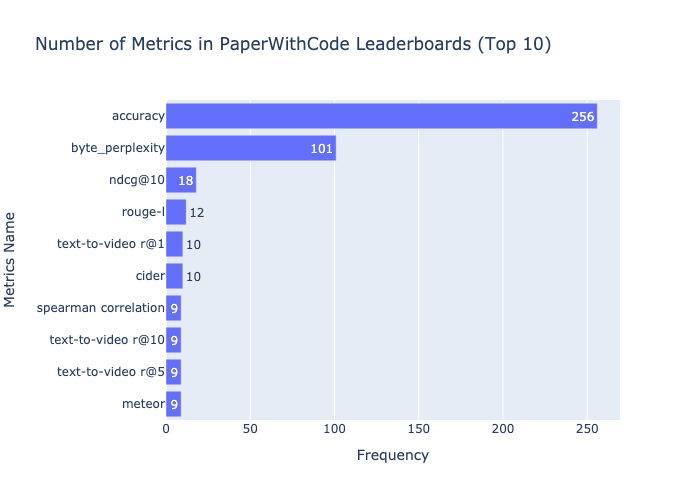 Number of Metrics in PaperWithCode Leaderboards (Top 10)
accuracy 256
byte_perplexity 101
ndcg@10 18
rouge-l 12
text-to-video r@1 10
cider 10
spearman correlation 9
text-to-video r@10 9
text-to-video r@5 9
meteor 9
0 50 100 150 200 250
Frequency
Metrics Name